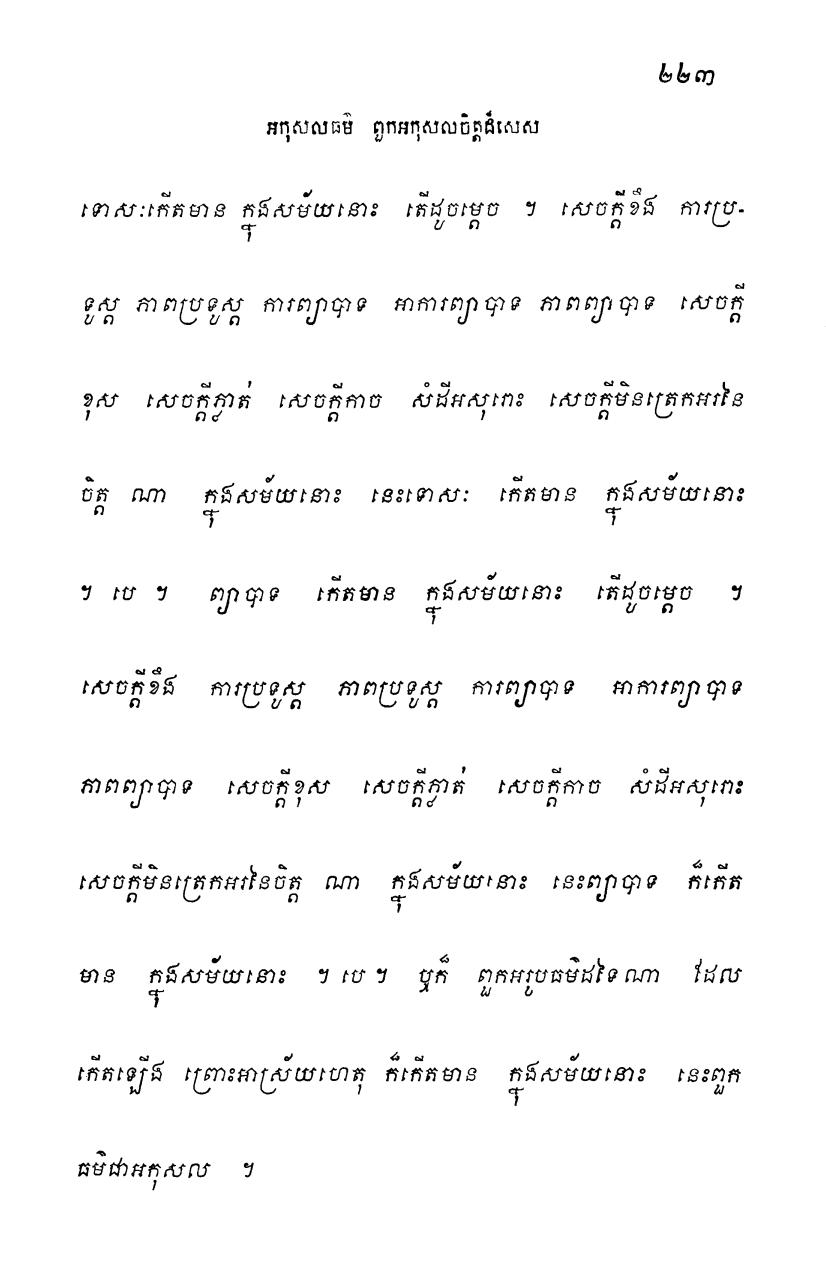 ២២៣
អកុសលធម៌ ពួកអកុសលចិត្តដ៏សេស
ទោសៈកើតមាន ក្នុងសម័យនោះ តើដូចម្តេច ។ សេចក្តីខឹង ការប្រ-
ទូស្ត ភាពប្រទូស្ត ការព្យាបាទ អាការព្យាបាទ ភាពព្យាបាទ សេចក្តី
ខុស សេចក្តីភ្លាត់ សេចក្តីកាច សំដីអសុរោះ សេចក្តីមិនត្រេកអរនៃ
ចិត្ត ណា ក្នុងសម័យនោះ នេះទោសៈ កើតមាន ក្នុងសម័យនោះ
។ បេ ។ ព្យាបាទ កើតមាន ក្នុងសម័យនោះ តើដូចម្តេច ។
សេចក្តីខឹង ការប្រទូស្ត ភាពប្រទូស្ត ការព្យាបាទ អាការព្យាបាទ
ភាពព្យាបាទ សេចក្តីខុស សេចក្តីភ្លាត់ សេចក្តីកាច សំដីអសុរោះ
សេចក្តីមិនត្រេកអរនៃចិត្ត ណា ក្នុងសម័យនោះ នេះព្យាបាទ ក៏កើត
មាន ក្នុងសម័យនោះ ។ បេ ។ ឬក៏ ពួកអរូបធម៌ដទៃណា ដែល
កើតឡើង ព្រោះអាស្រ័យហេតុ ក៏កើតមាន ក្នុងសម័យនោះ នេះពួក
ធម៌ជាអកុសល ។